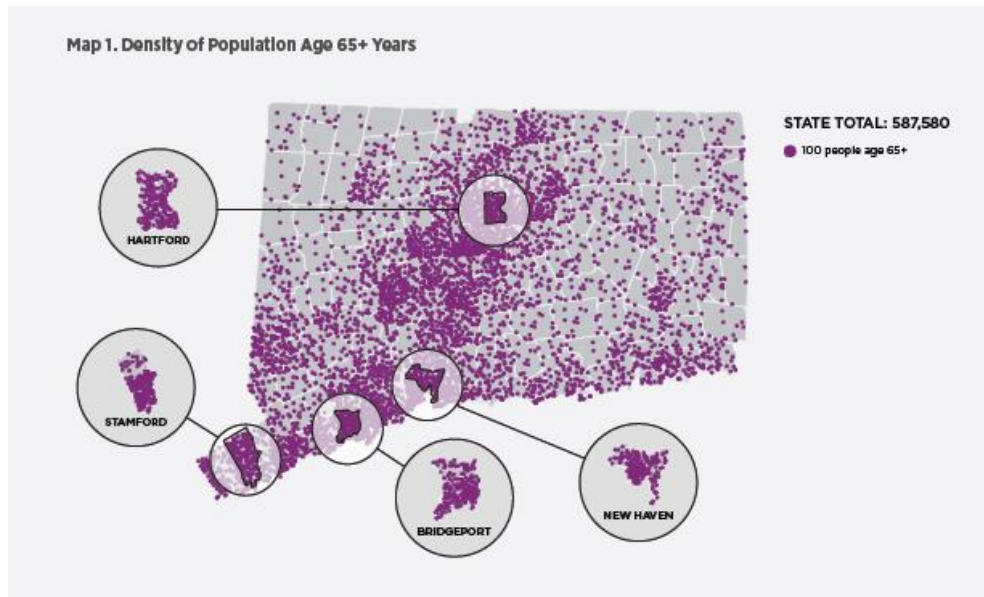 Map 1. Density of Population Age 65+ Years
STATE TOTAL: 587,580
100 people age 65+
HARTFORD
STAMFORD
BRIDGEPORT
NEW HAVEN